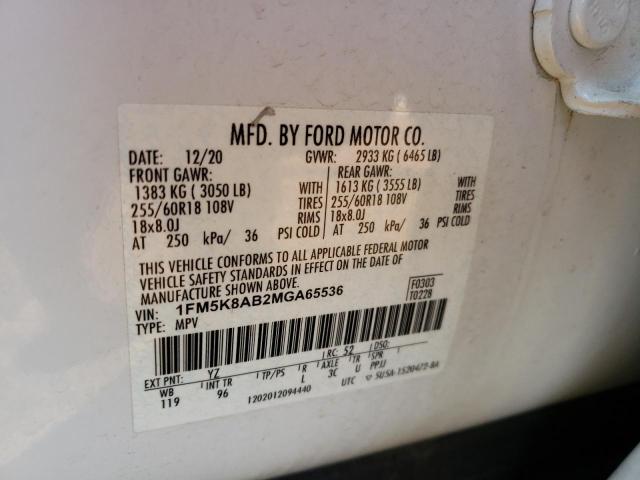 MFD. BY FORD MOTOR CO.
DATE: 12/20 GVWR: 2933 KG ( 6465 LB)
FRONT GAWR: REAR GAWR:
1383 KG ( 3050 LB) WITH 1613 KG ( 3555 LB) WITH
255/60R18 108V TIRES 255/60R18 108V TIRES
18x8.0J RIMS 18x8.0J RIMS
AT 250 kPa/ 36 PSI COLD AT 250 kPa/ 36 PSI COLD
THIS VEHICLE CONFORMS TO ALL APPLICABLE FEDERAL MOTOR
VEHICLE SAFETY STANDARDS IN EFFECT ON THE DATE OF
MANUFACTURE SHOWN ABOVE.
F0303
VIN: 1FM5K8AB2MGA65536
T0228
TYPE: MPV
EXT PNT: YZ RC: 52 DSO:
WB INT TR TP/PS R AXLE TR SPR
119 96 L 3C U PPJJ
1202012094440 UTC